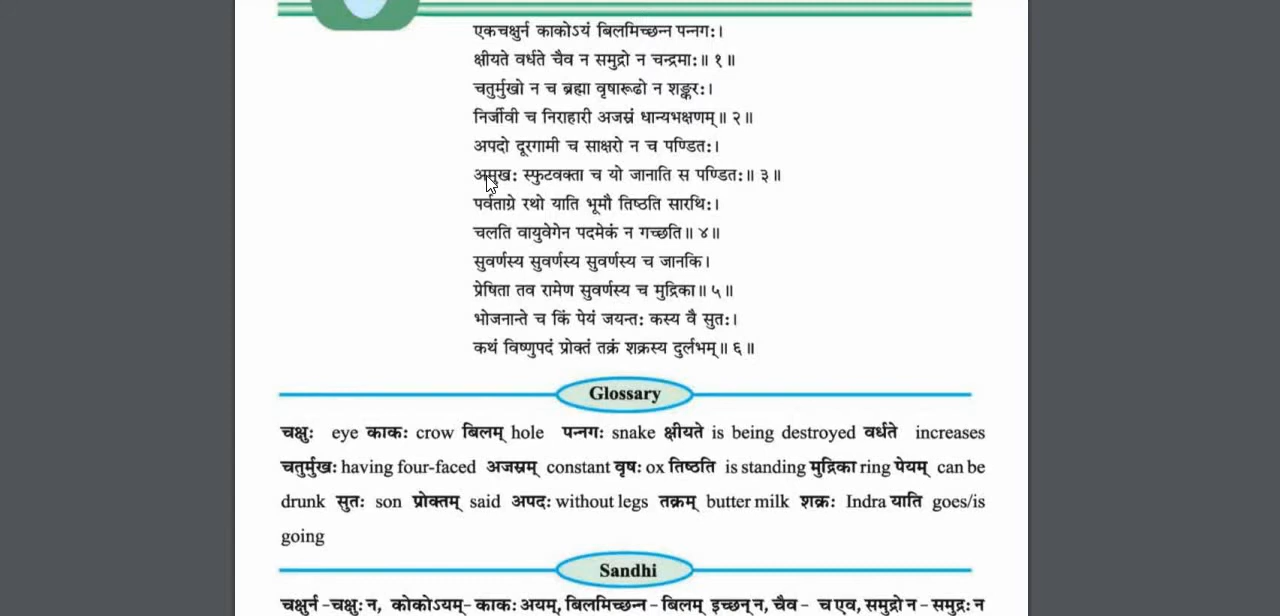 एकचक्षुर्न काकोऽयं बिलमिच्छन्न पन्नग:।
क्षीयते वर्धते चैव न समुद्रो न चन्द्रमा:॥ १॥
चतुर्मुखो न च ब्रह्मा वृषारूढो न शङ्कर:।
निर्जीवी च निराहारी अजस्रं धान्यभक्षणम्॥ २॥
अपदो दूरगामी च साक्षरो न च पण्डित:।
अमुख: स्फुटवक्ता च यो जानाति स पण्डित:॥ ३॥
पर्वताग्रे रथो याति भूमौ तिष्ठति सारथि:।
चलति वायुवेगेन पदमेकं न गच्छति॥ ४॥
सुवर्णस्य सुवर्णस्य सुवर्णस्य च जानकि।
प्रेषिता तव रामेण सुवर्णस्य च मुद्रिका॥ ५॥
भोजनान्ते च किं पेयं जयन्त: कस्य वै सुत:।
कथं विष्णुपदं प्रोक्तं तक्रं शक्रस्य दुर्लभम्॥ ६॥
Glossary
चक्षु: eye काक: crow बिलम् hole पन्नग: snake क्षीयते is being destroyed वर्धते increases
चतुर्मुख: having four-faced अजस्रम् constant वृष: ox तिष्ठति is standing मुद्रिका ring पेयम् can be
drunk सुत: son प्रोक्तम् said अपद: without legs तक्रम् butter milk शक्र: Indra याति goes/is
going
Sandhi
चक्षुर्न -चक्षु: न, कोकोऽयम्- काक: अयम्, बिलमिच्छन्न - बिलम् इच्छन् न, चैव - च एव, समुद्रो न - समुद्र: न